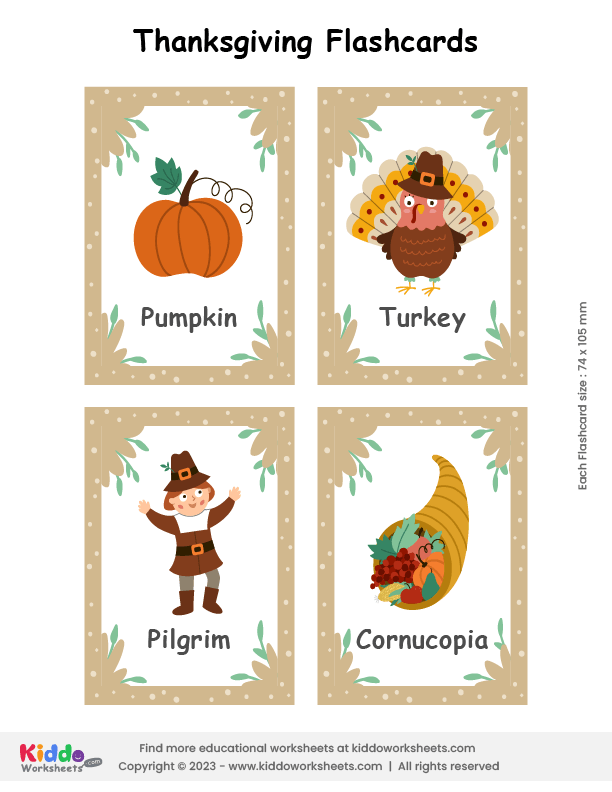 Thanksgiving Flashcards
Pumpkin
Turkey
Pilgrim
Cornucopia
Each Flashcard size : 74 x 105 mm
Kiddo
Worksheets.com
Find more educational worksheets at kiddoworksheets.com
Copyright © 2023 - www.kiddoworksheets.com | All rights reserved